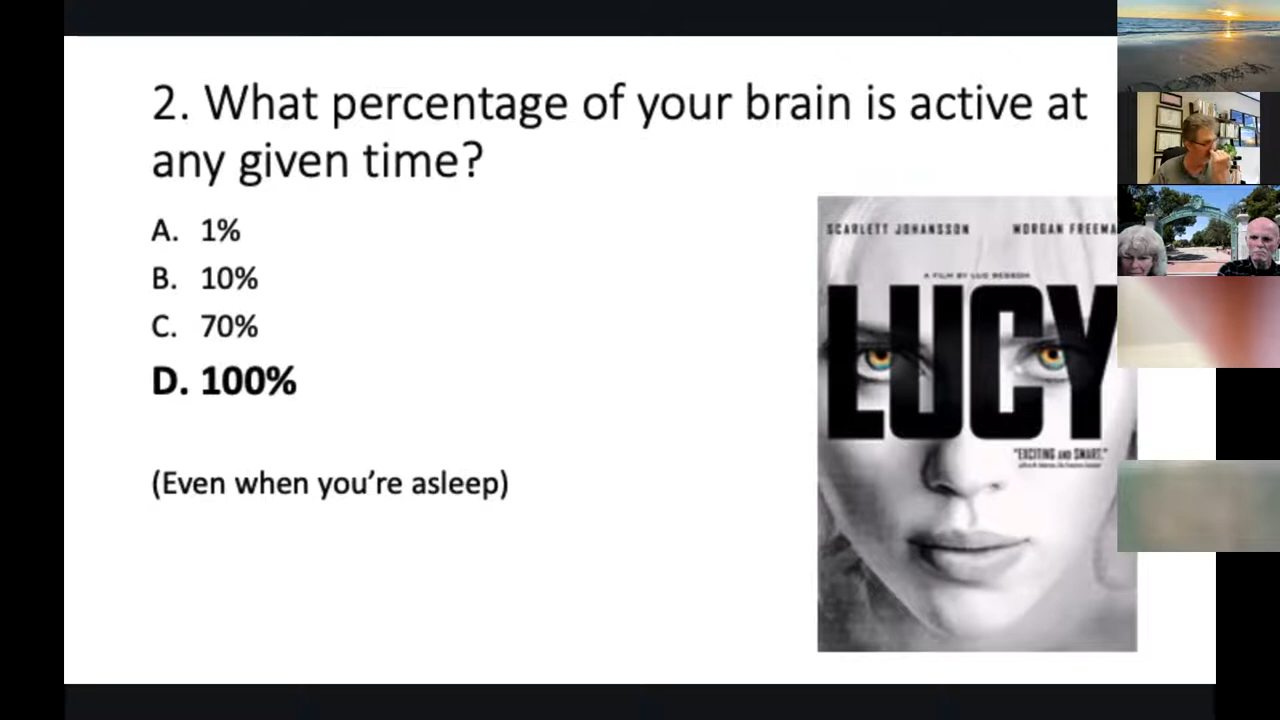 2. What percentage of your brain is active at
any given time?
A. 1%
B. 10%
C. 70%
D. 100%
(Even when you're asleep)
SCARLETT JOHANSSON MORGAN FREEMA
A FILM BY LUC BESSON
LUCY
"EXCITING AND SMART."